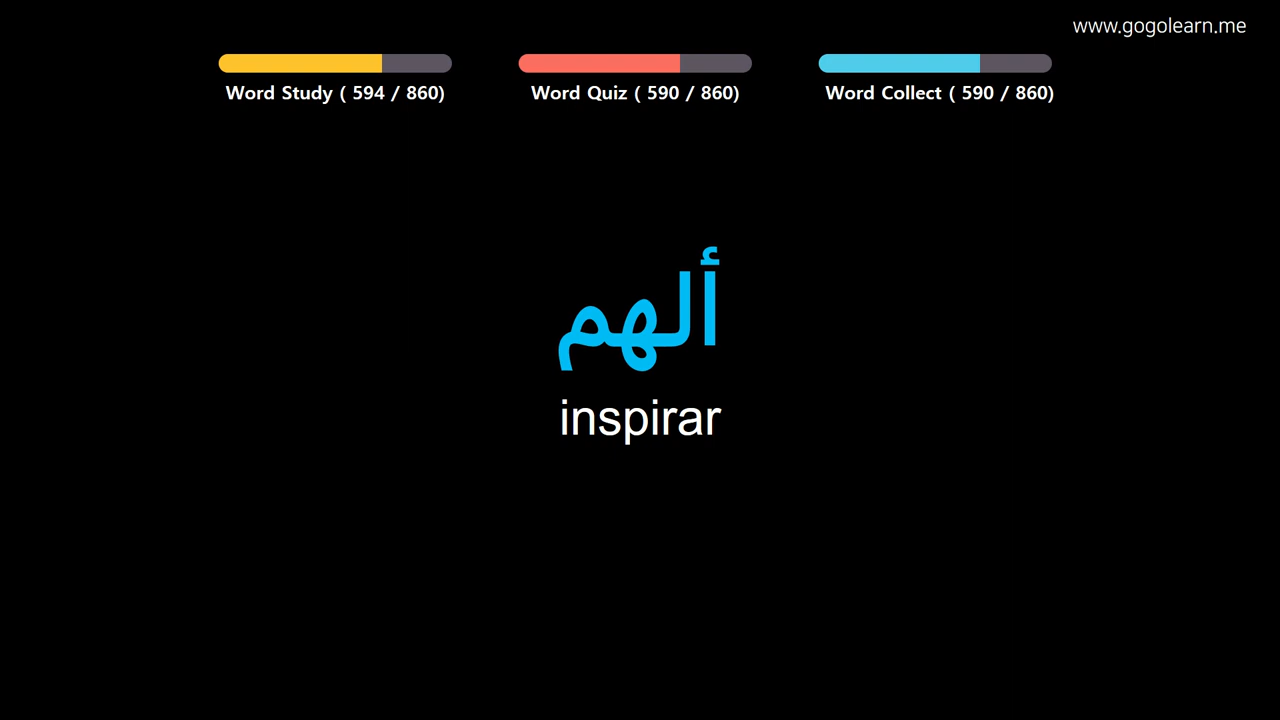 www.gogolearn.me
Word Study ( 594 / 860)
Word Quiz ( 590 / 860)
Word Collect ( 590 / 860)
ألهم
inspirar